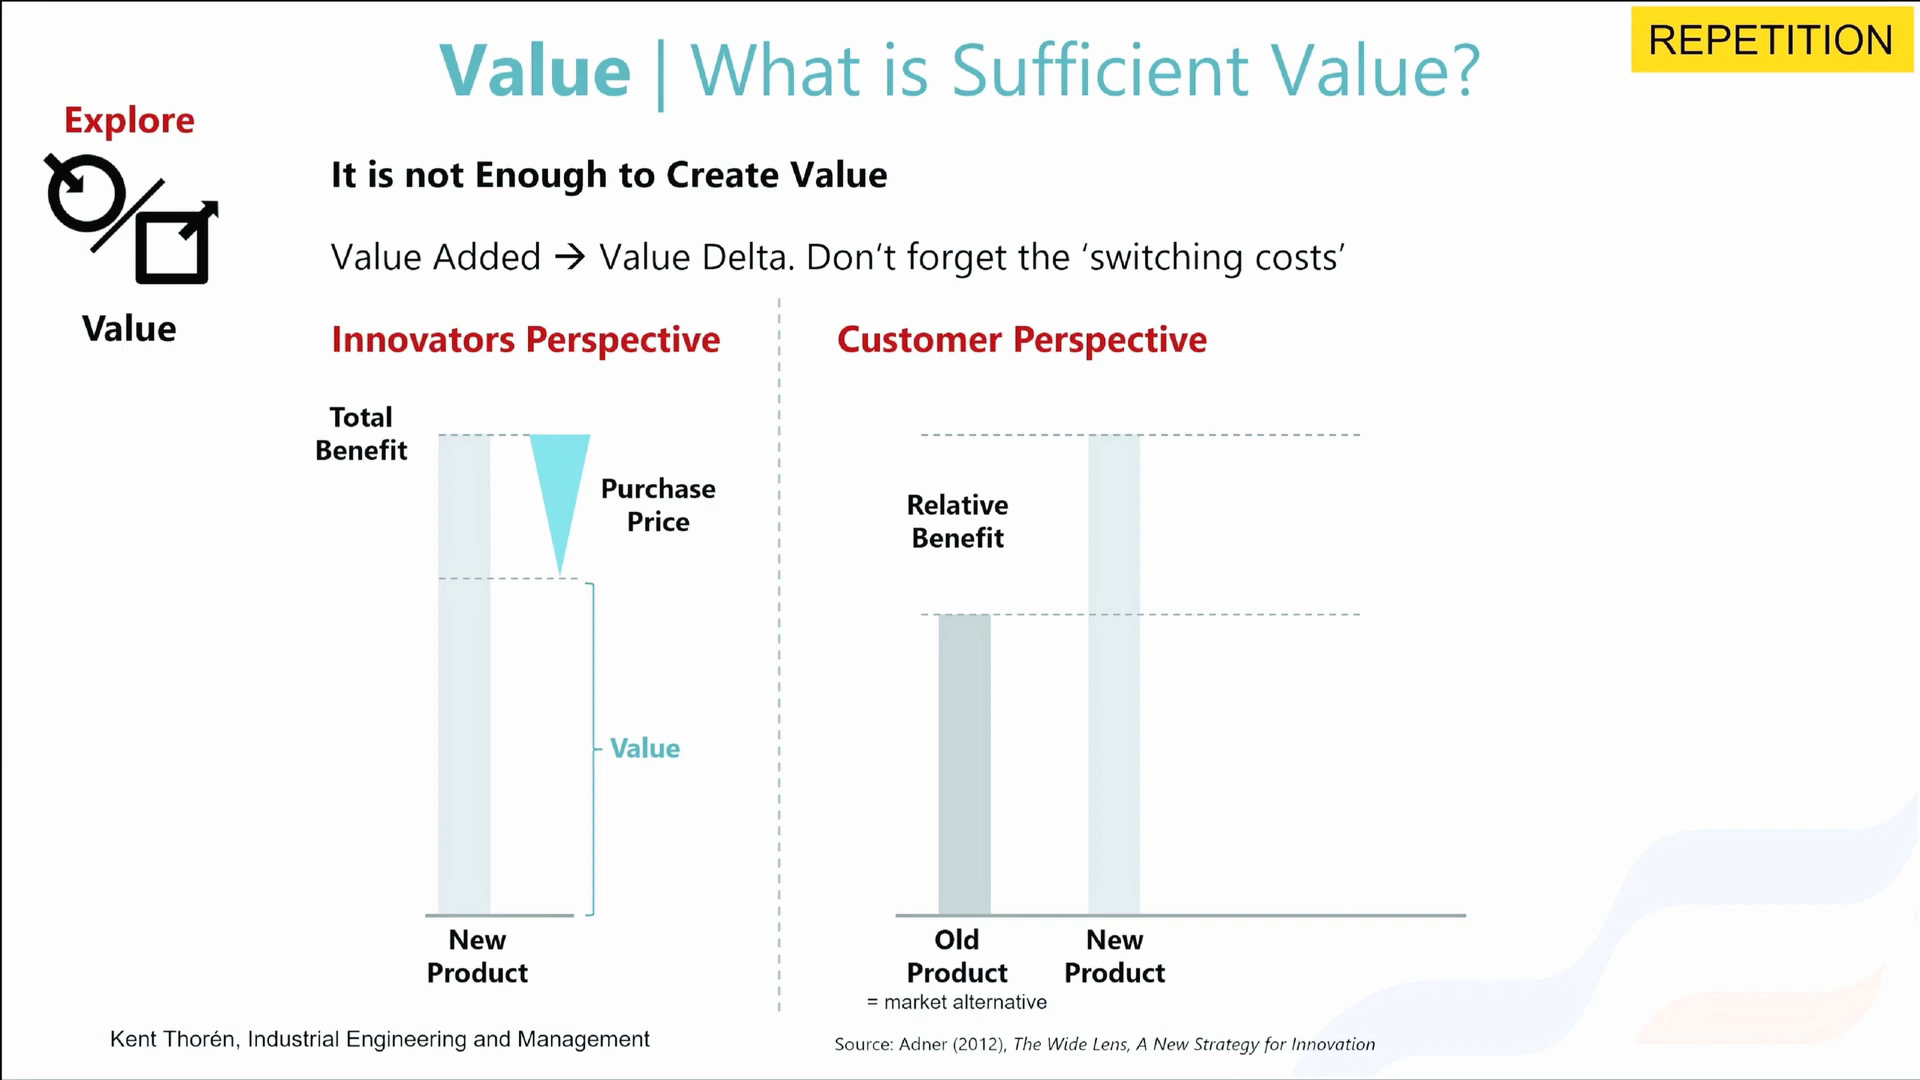 REPETITION
Value | What is Sufficient Value?
Explore
Value
It is not Enough to Create Value
Value Added → Value Delta. Don‘t forget the ‘switching costs’
Innovators Perspective
Total
Benefit
Purchase
Price
Value
New
Product
Customer Perspective
Relative
Benefit
Old
Product
= market alternative
New
Product
Kent Thorén, Industrial Engineering and Management
Source: Adner (2012), The Wide Lens, A New Strategy for Innovation